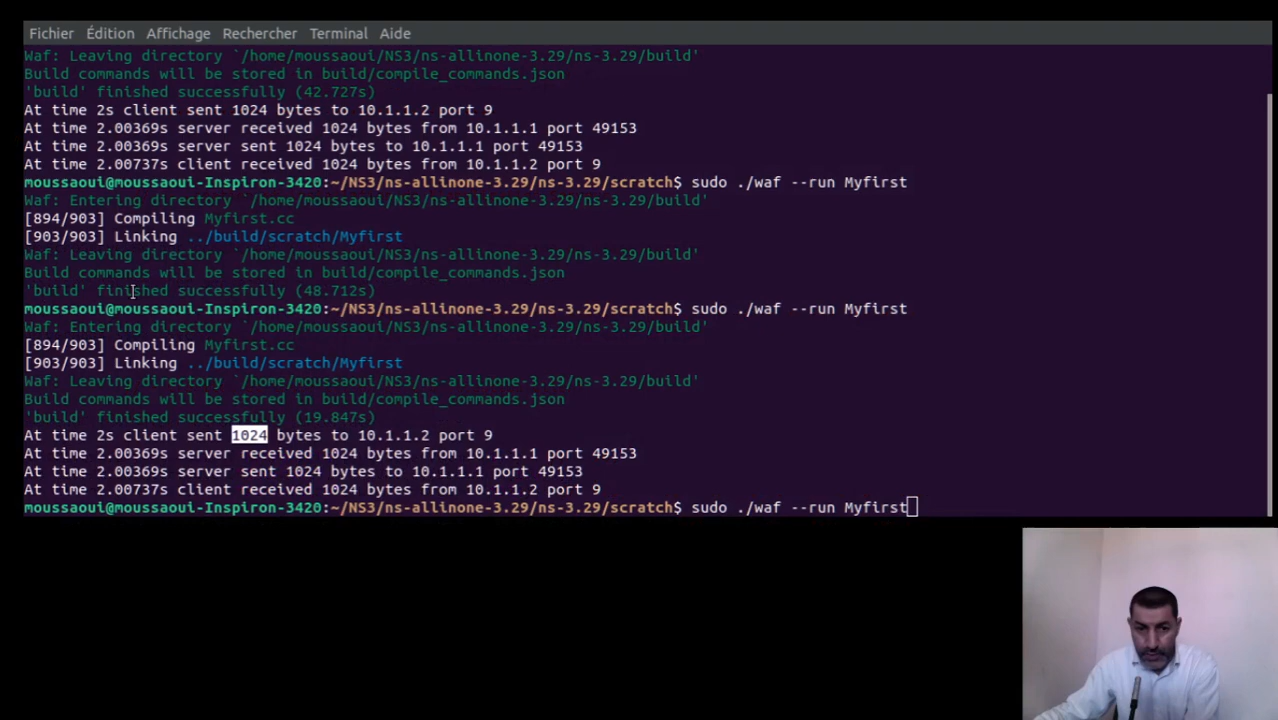 Fichier Édition Affichage Rechercher Terminal Aide
Waf: Leaving directory `/home/moussaoui/NS3/ns-allinone-3.29/ns-3.29/build'
Build commands will be stored in build/compile_commands.json
'build' finished successfully (42.727s)
At time 2s client sent 1024 bytes to 10.1.1.2 port 9
At time 2.00369s server received 1024 bytes from 10.1.1.1 port 49153
At time 2.00369s server sent 1024 bytes to 10.1.1.1 port 49153
At time 2.00737s client received 1024 bytes from 10.1.1.2 port 9
moussaoui@moussaoui-Inspiron-3420:~/NS3/ns-allinone-3.29/ns-3.29/scratch$ sudo ./waf --run Myfirst
Waf: Entering directory `/home/moussaoui/NS3/ns-allinone-3.29/ns-3.29/build'
[894/903] Compiling Myfirst.cc
[903/903] Linking ../build/scratch/Myfirst
Waf: Leaving directory `/home/moussaoui/NS3/ns-allinone-3.29/ns-3.29/build'
Build commands will be stored in build/compile_commands.json
'build' finished successfully (48.712s)
moussaoui@moussaoui-Inspiron-3420:~/NS3/ns-allinone-3.29/ns-3.29/scratch$ sudo ./waf --run Myfirst
Waf: Entering directory `/home/moussaoui/NS3/ns-allinone-3.29/ns-3.29/build'
[894/903] Compiling Myfirst.cc
[903/903] Linking ../build/scratch/Myfirst
Waf: Leaving directory `/home/moussaoui/NS3/ns-allinone-3.29/ns-3.29/build'
Build commands will be stored in build/compile_commands.json
'build' finished successfully (19.847s)
At time 2s client sent 1024 bytes to 10.1.1.2 port 9
At time 2.00369s server received 1024 bytes from 10.1.1.1 port 49153
At time 2.00369s server sent 1024 bytes to 10.1.1.1 port 49153
At time 2.00737s client received 1024 bytes from 10.1.1.2 port 9
moussaoui@moussaoui-Inspiron-3420:~/NS3/ns-allinone-3.29/ns-3.29/scratch$ sudo ./waf --run Myfirst